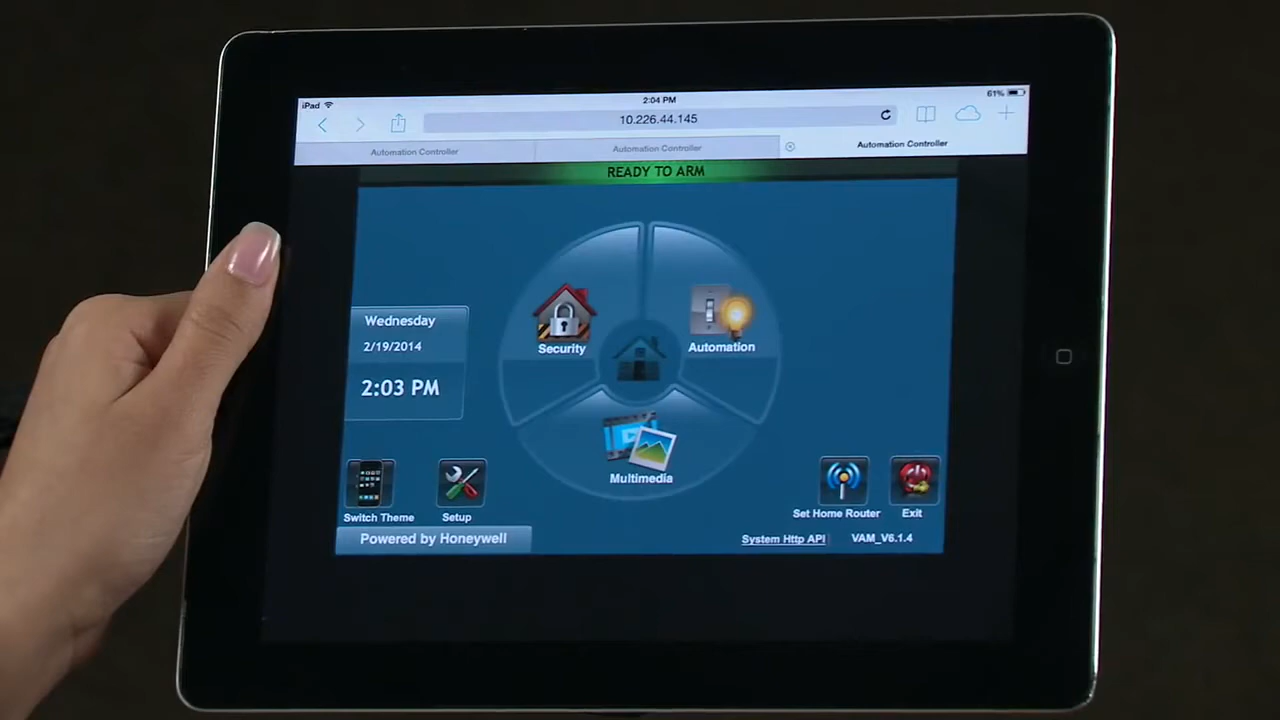 iPad
2:04 PM
61%
10.226.44.145
Automation Controller
Automation Controller
Automation Controller
READY TO ARM
Wednesday
2/19/2014
2:03 PM
Security
Automation
Multimedia
Switch Theme
Setup
Set Home Router
Exit
Powered by Honeywell
System Http API
VAM_V6.1.4